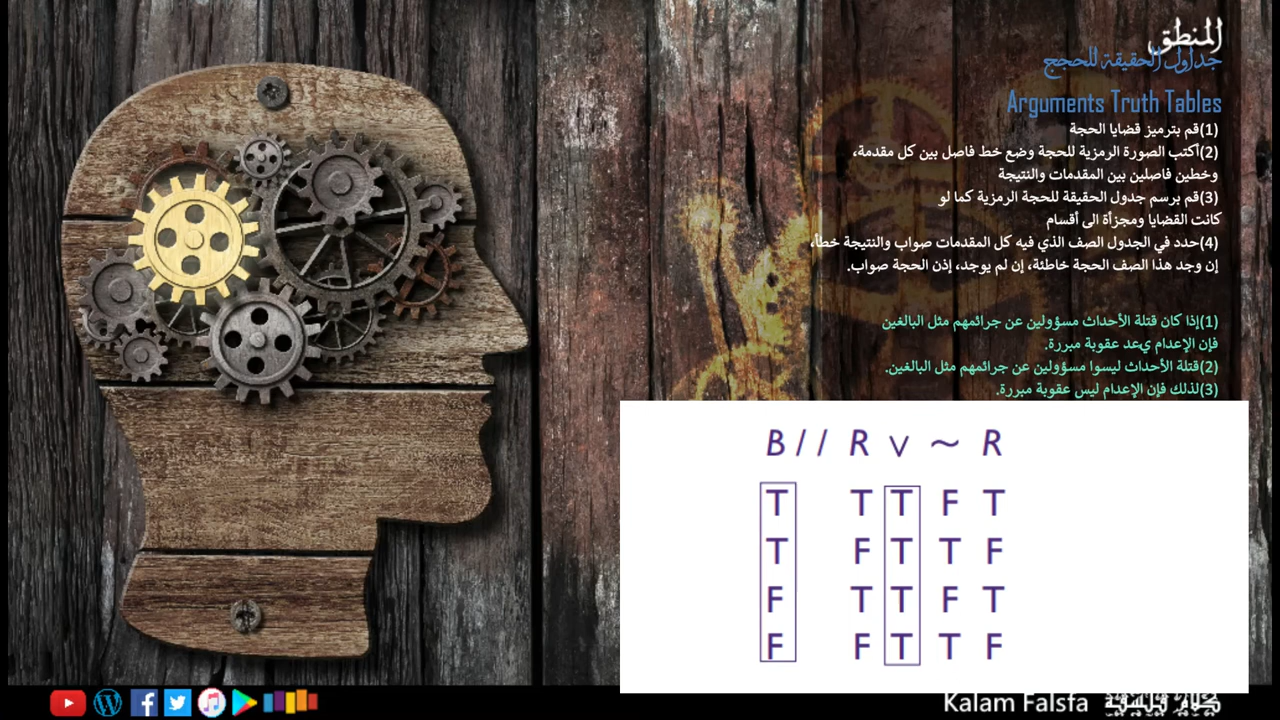 المنطق
جداول الحقيقة للحجج
Arguments Truth Tables
(1)قم بترميز قضايا الحجة
(2)أكتب الصورة الرمزية للحجة وضع خط فاصل بين كل مقدمة،
وخطين فاصلين بين المقدمات والنتيجة
(3)قم برسم جدول الحقيقة للحجة الرمزية كما لو
كانت القضايا ومجزأة الى أقسام
(4)حدد في الجدول الصف الذي فيه كل المقدمات صواب والنتيجة خطأ،
إن وجد هذا الصف الحجة خاطئة، إن لم يوجد، إذن الحجة صواب.
(1)إذا كان قتلة الأحداث مسؤولين عن جرائمهم مثل البالغين
فإن الإعدام يعد عقوبة مبررة.
(2)قتلة الأحداث ليسوا مسؤولين عن جرائمهم مثل البالغين.
(3)لذلك فإن الإعدام ليس عقوبة مبررة.
B // R ∨ ~ R
T T T F T
T F T T F
F T T F T
F F T T F
Kalam Falsfa